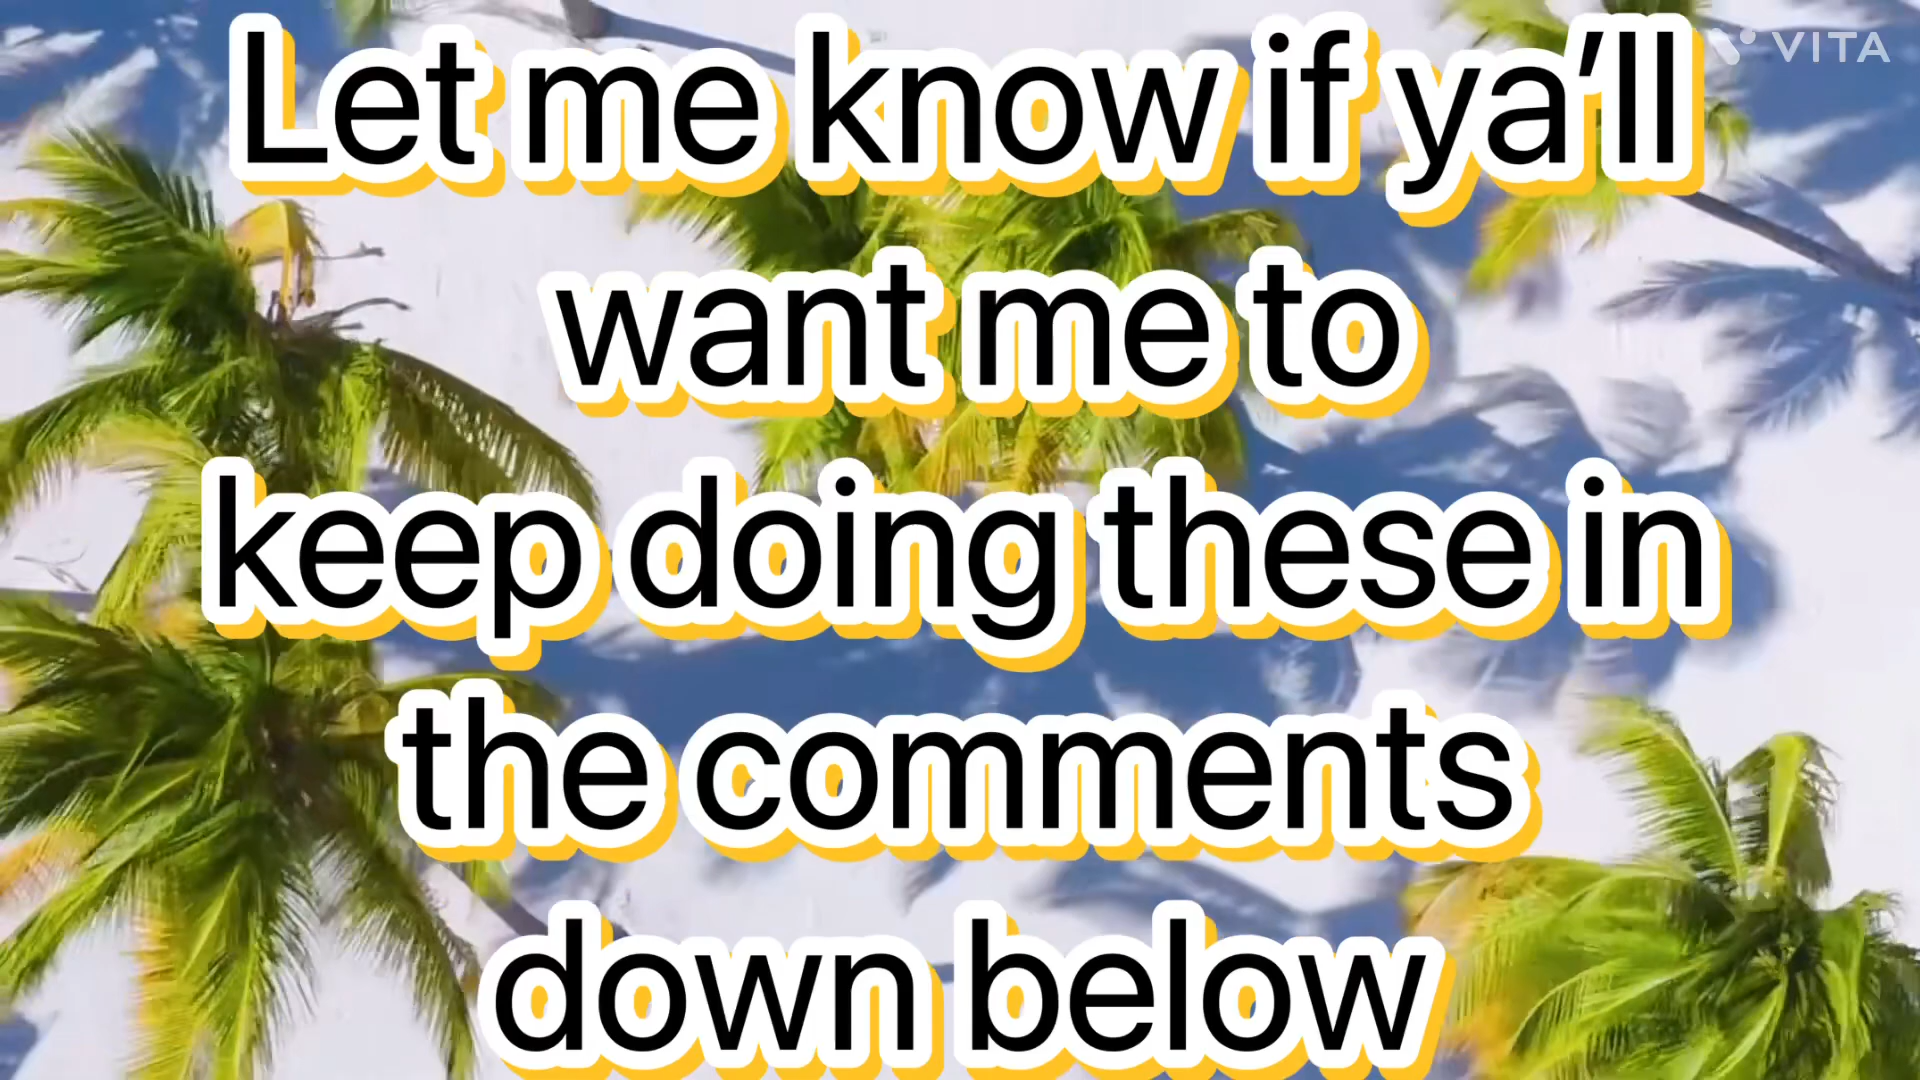 VITA
Let me know if ya’ll
want me to
keep doing these in
the comments
down below